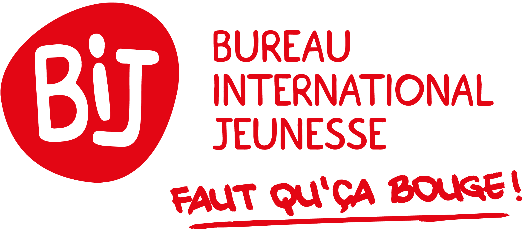 BiJ
BUREAU
INTERNATIONAL
JEUNESSE
FAUT QU'ÇA BOUGE !